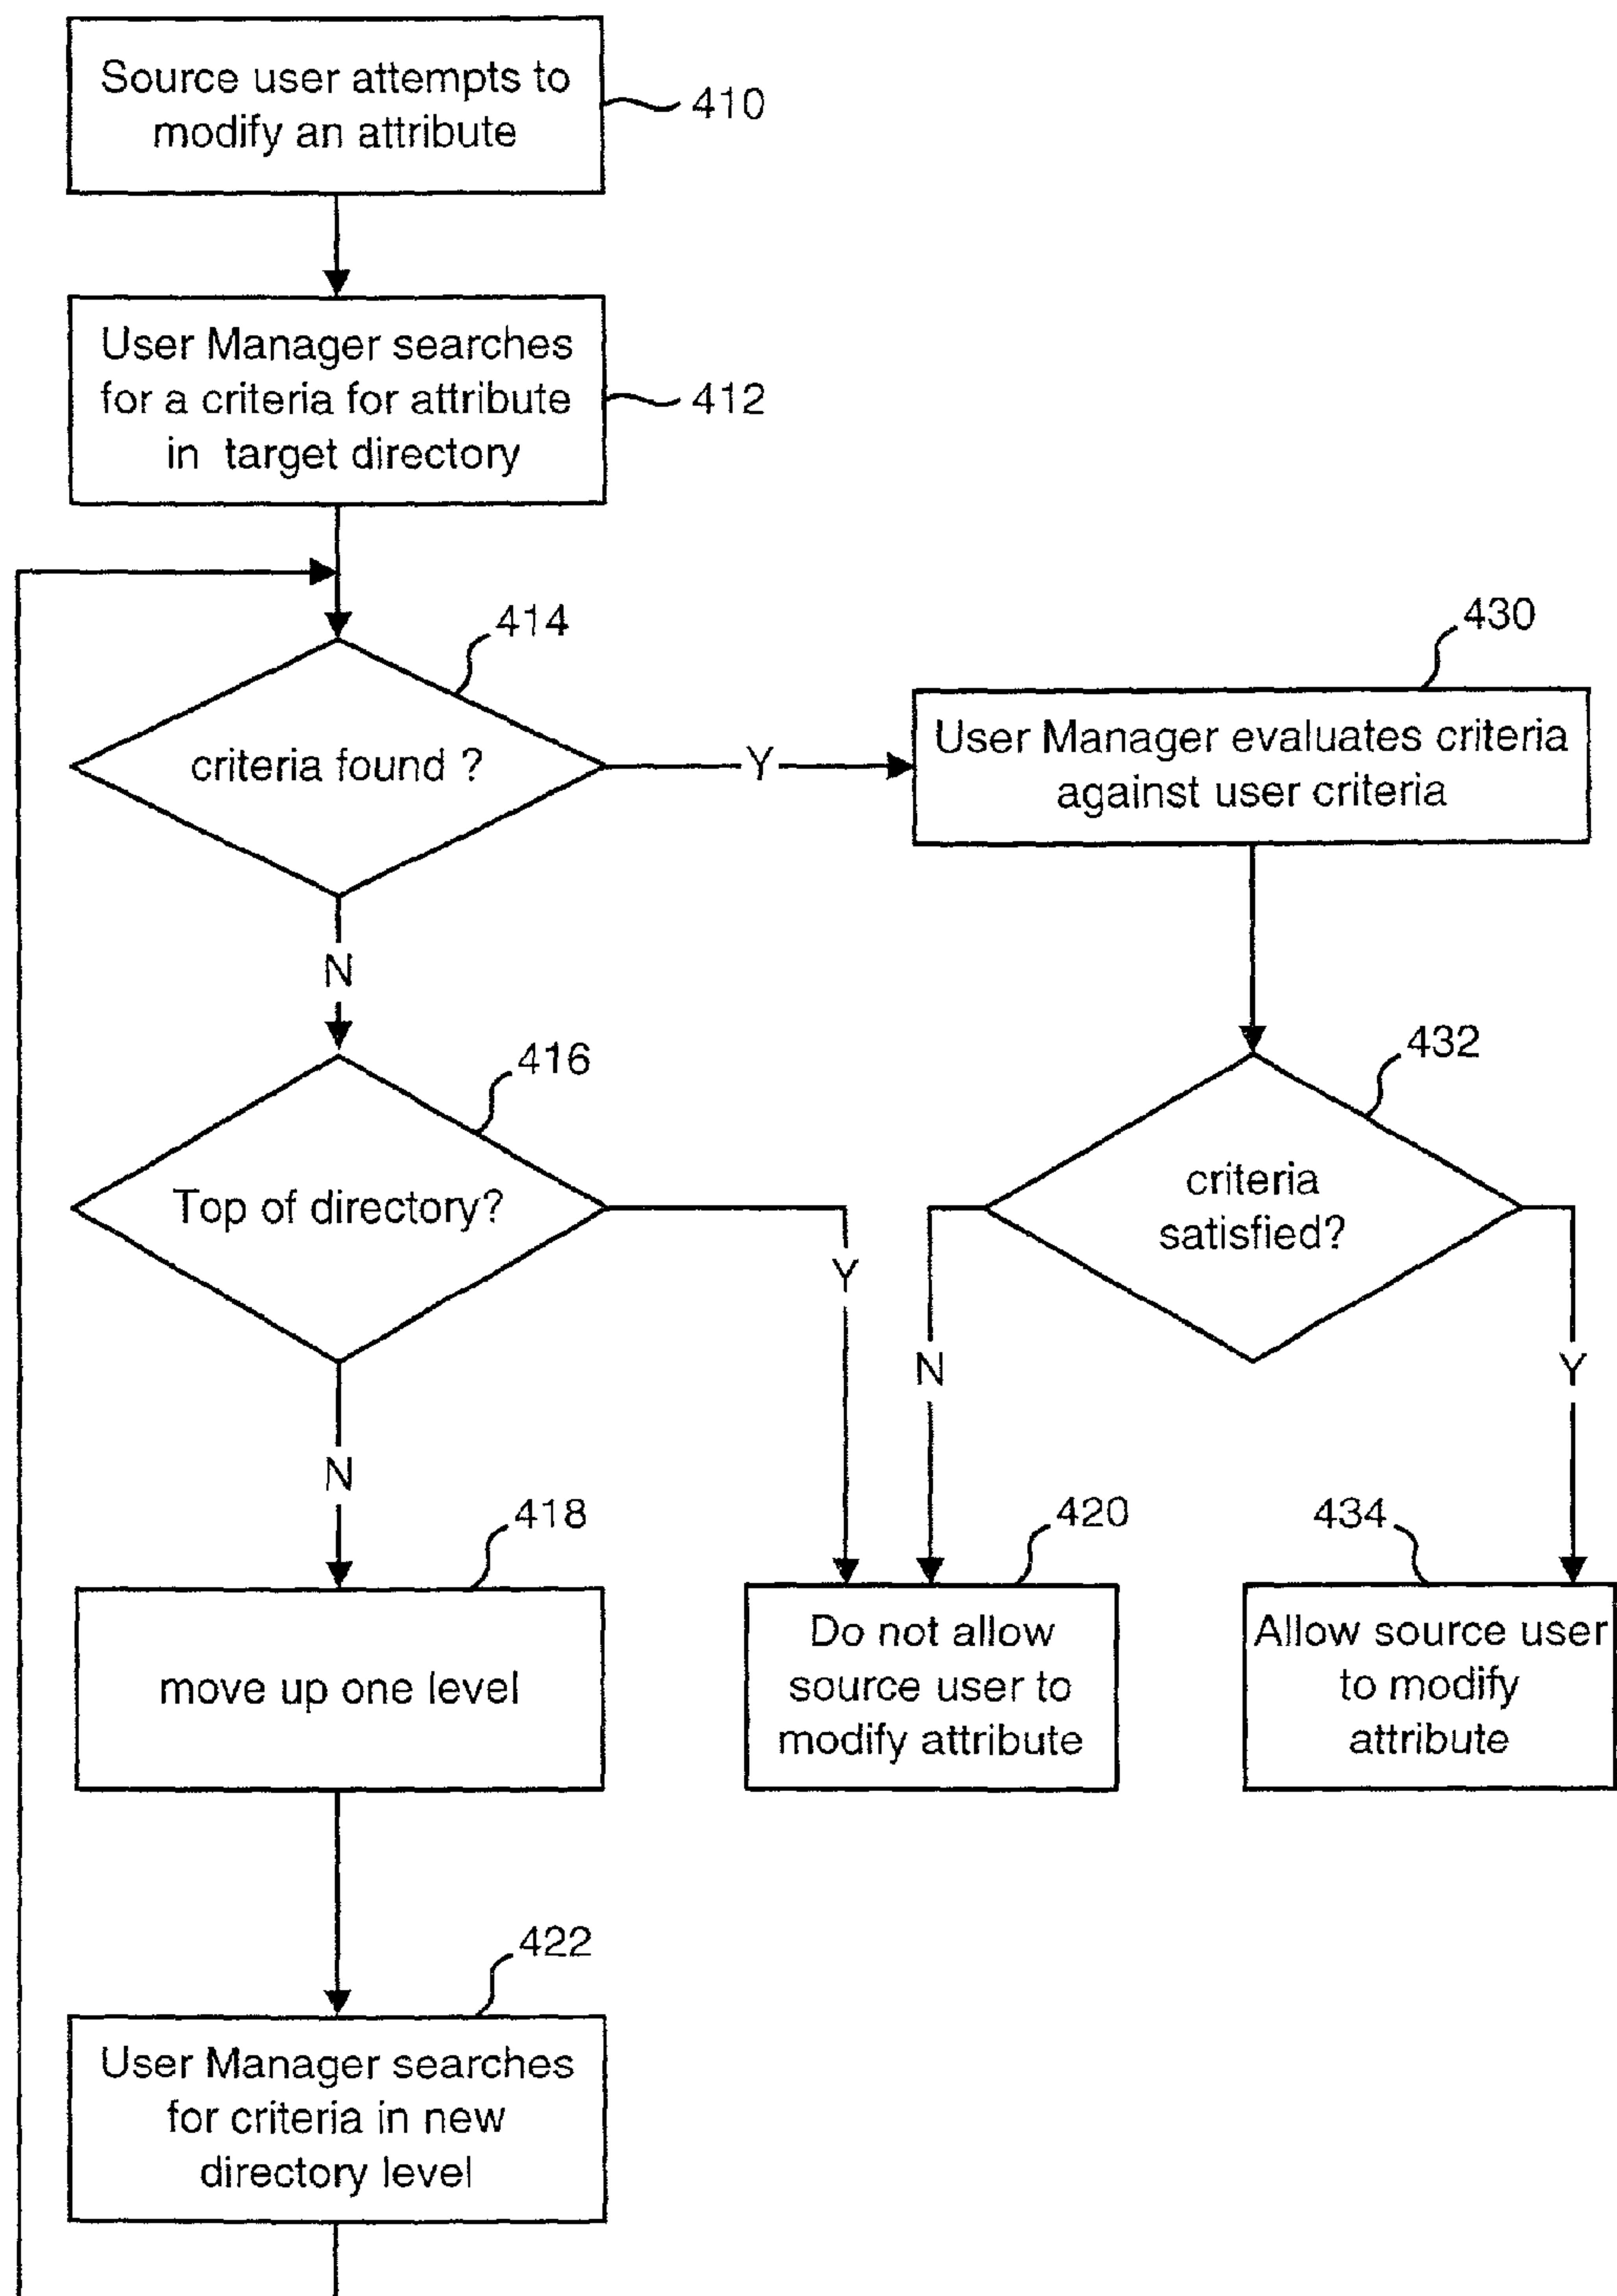 Source user attempts to
modify an attribute
410
User Manager searches
for a criteria for attribute
in target directory
412
414
criteria found ?
Y
430
User Manager evaluates criteria
against user criteria
N
416
Top of directory?
Y
432
criteria
satisfied?
N
Y
N
418
move up one level
420
Do not allow
source user to
modify attribute
434
Allow source user
to modify
attribute
422
User Manager searches
for criteria in new
directory level